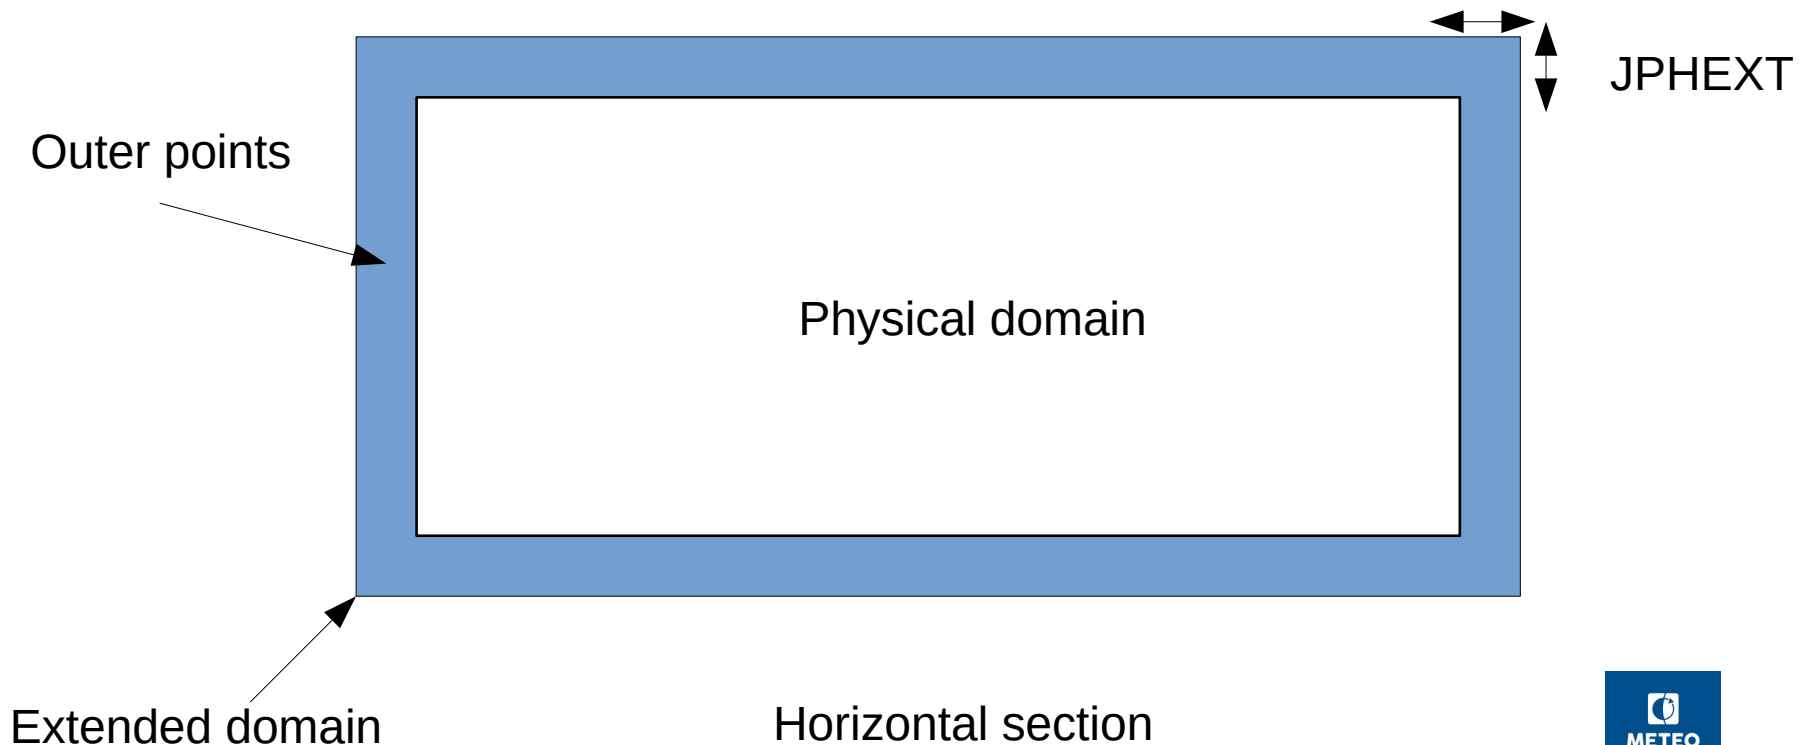 JPHEXT
Outer points
Physical domain
Extended domain
Horizontal section
METEO